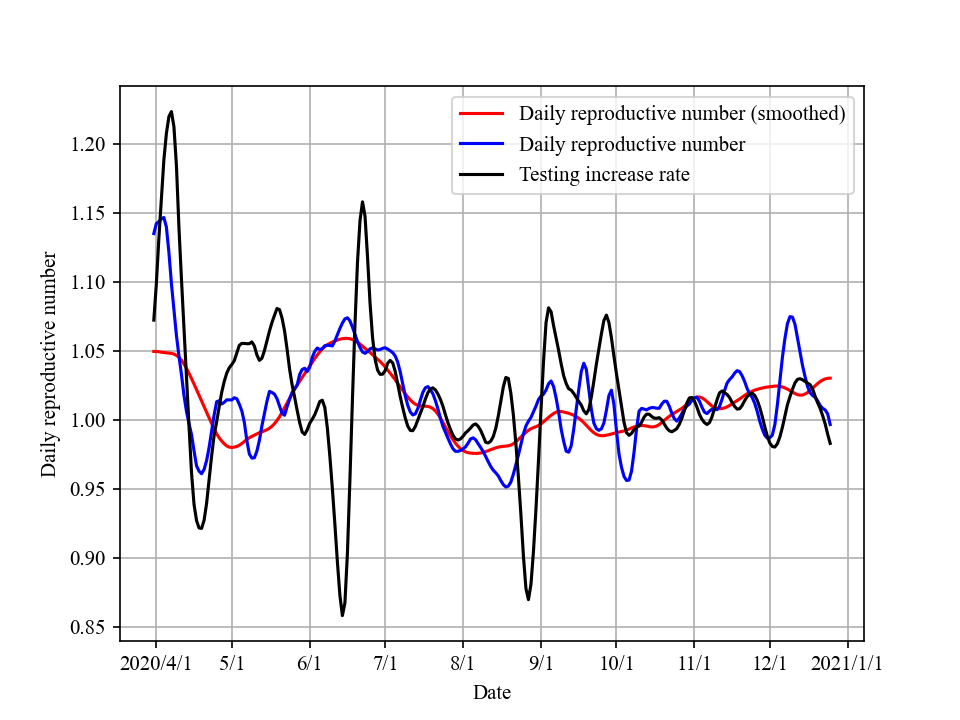 Daily reproductive number (smoothed)
Daily reproductive number
Testing increase rate
1.20
1.15
1.10
1.05
1.00
0.95
0.90
0.85
Daily reproductive number
2020/4/1 5/1 6/1 7/1 8/1 9/1 10/1 11/1 12/1 2021/1/1
Date